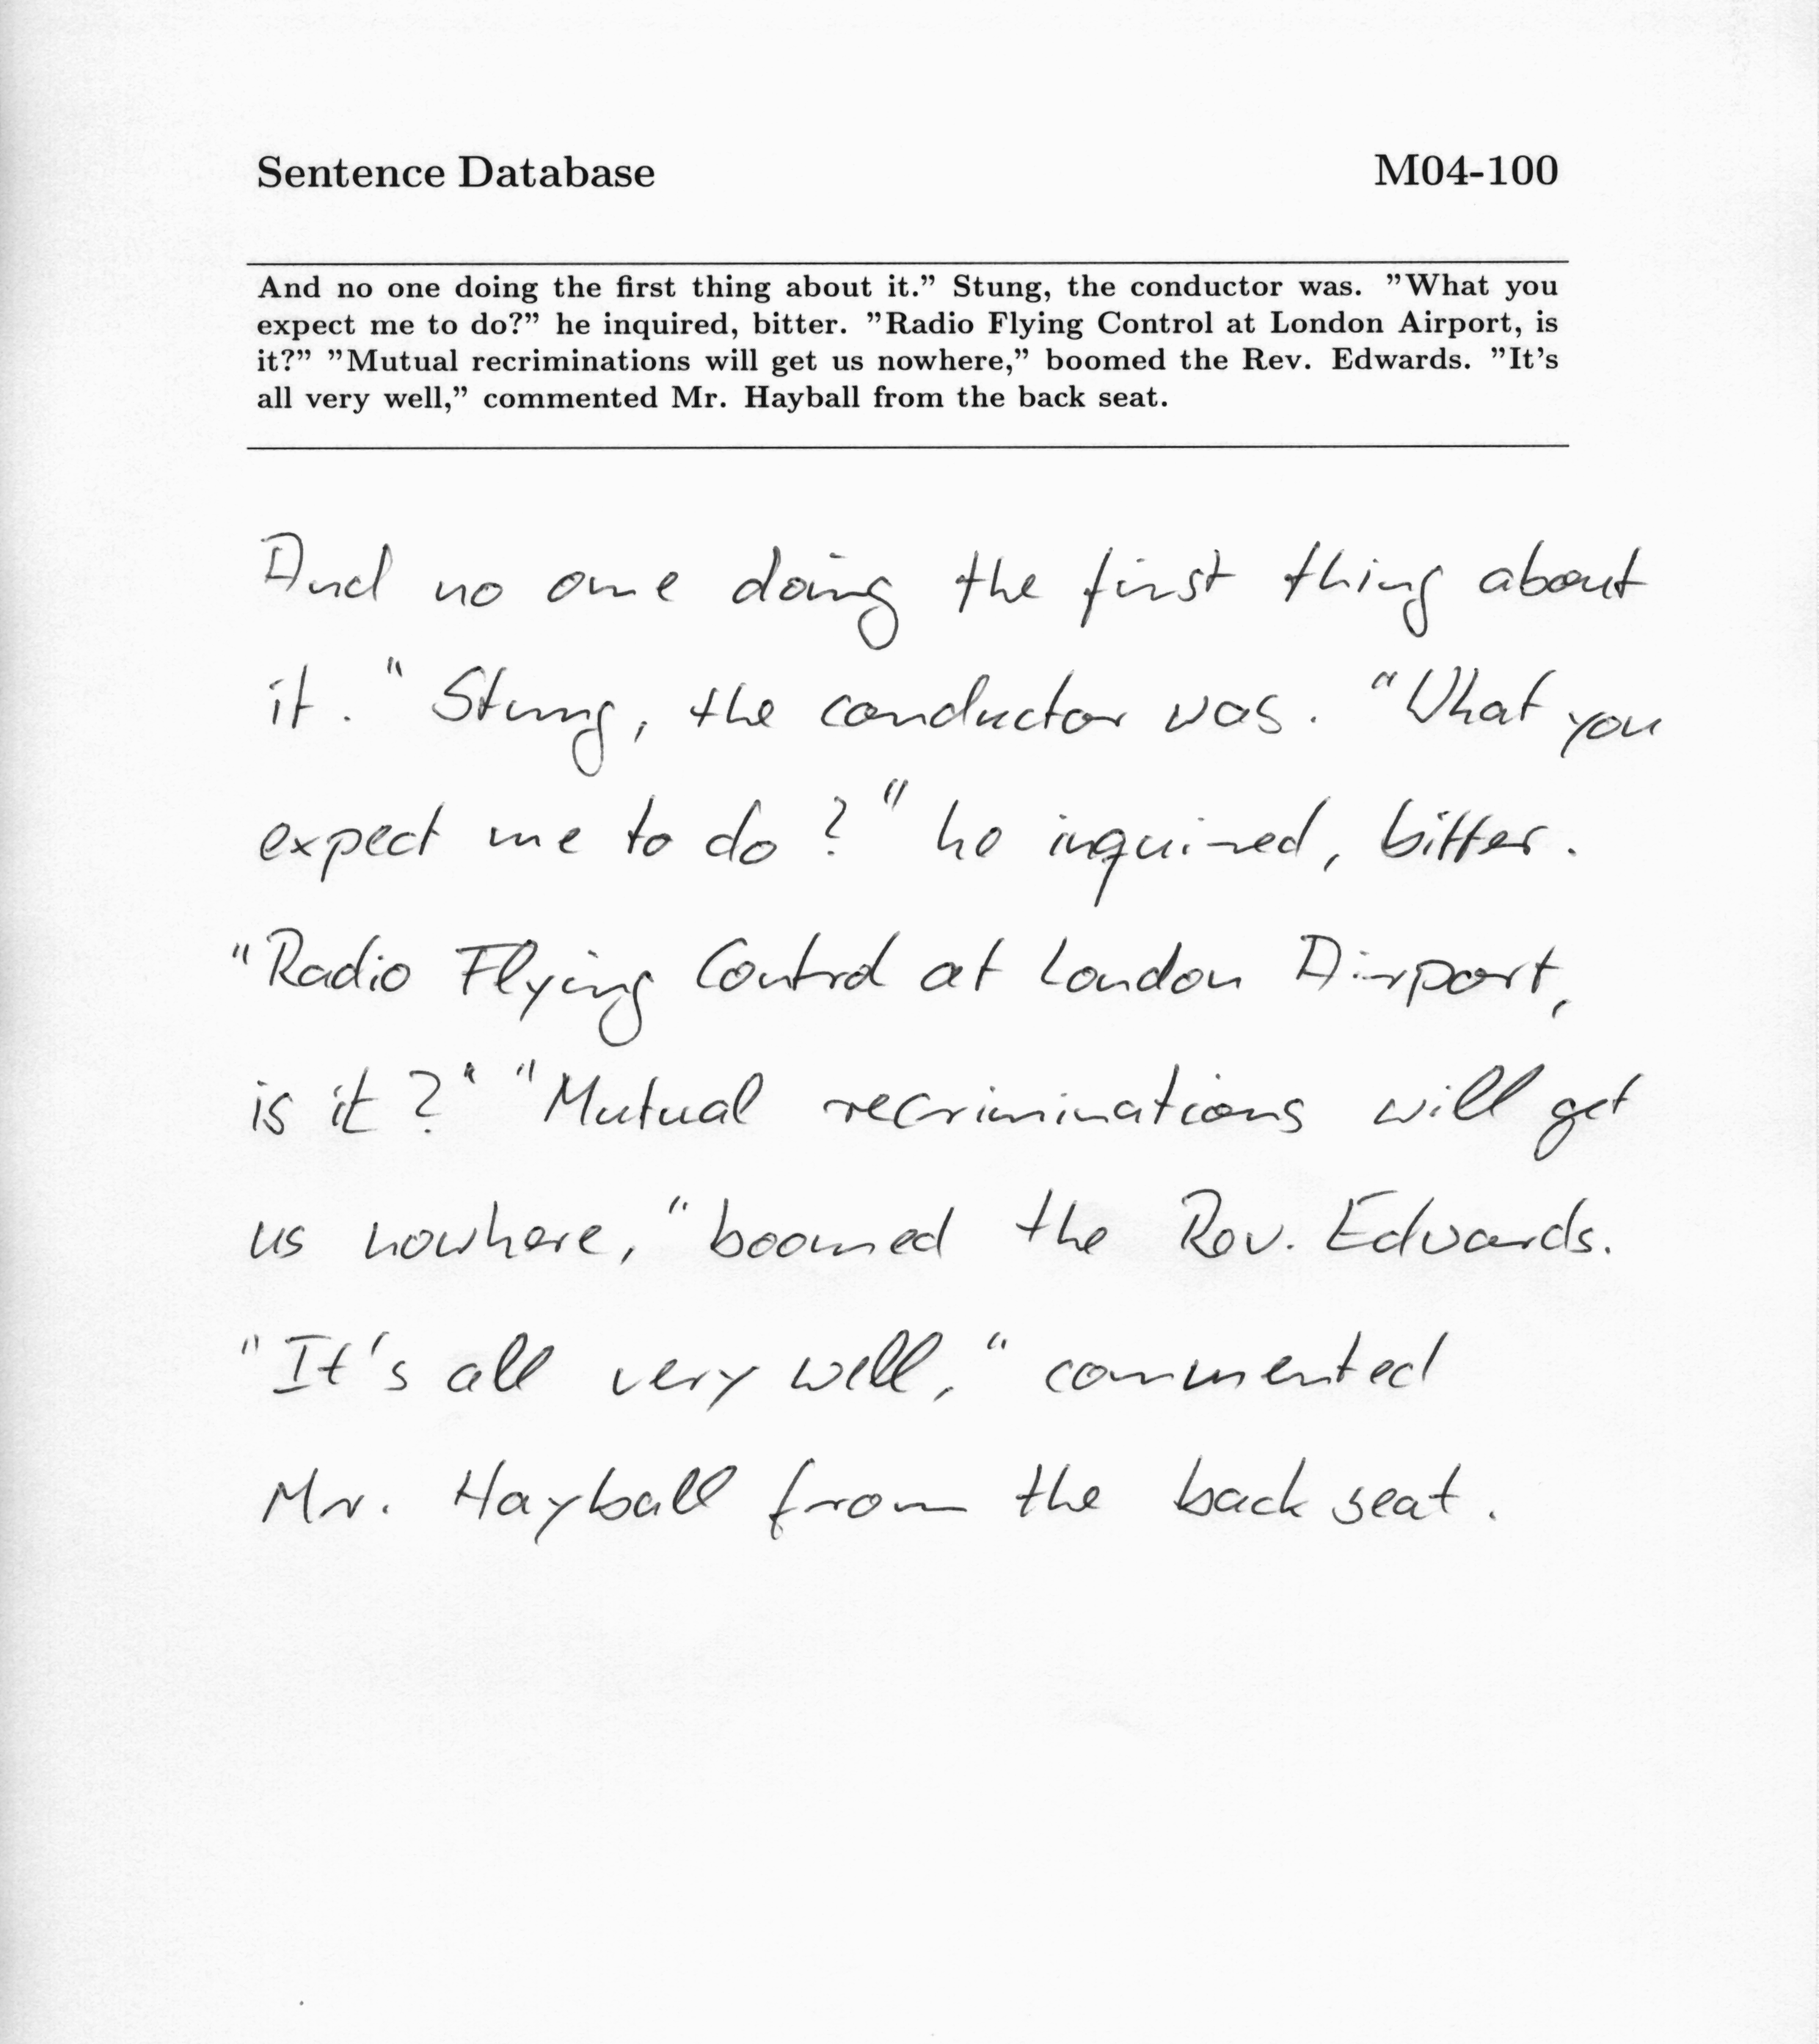 Sentence Database M04-100
And no one doing the first thing about it.” Stung, the conductor was. ”What you
expect me to do?” he inquired, bitter. ”Radio Flying Control at London Airport, is
it?” ”Mutual recriminations will get us nowhere,” boomed the Rev. Edwards. ”It’s
all very well,” commented Mr. Hayball from the back seat.
And no one doing the first thing about
it." Stung, the conductor was. "What you
expect me to do?" he inquired, bitter.
"Radio Flying Control at London Airport,
is it?" "Mutual recriminations will get
us nowhere," boomed the Rev. Edwards.
"It's all very well," commented
Mr. Hayball from the back seat.